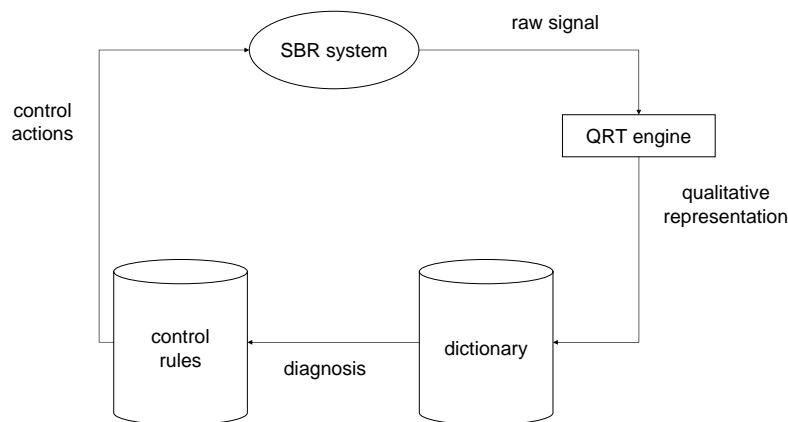 raw signal
SBR system
control
actions
QRT engine
qualitative
representation
control
rules
diagnosis
dictionary